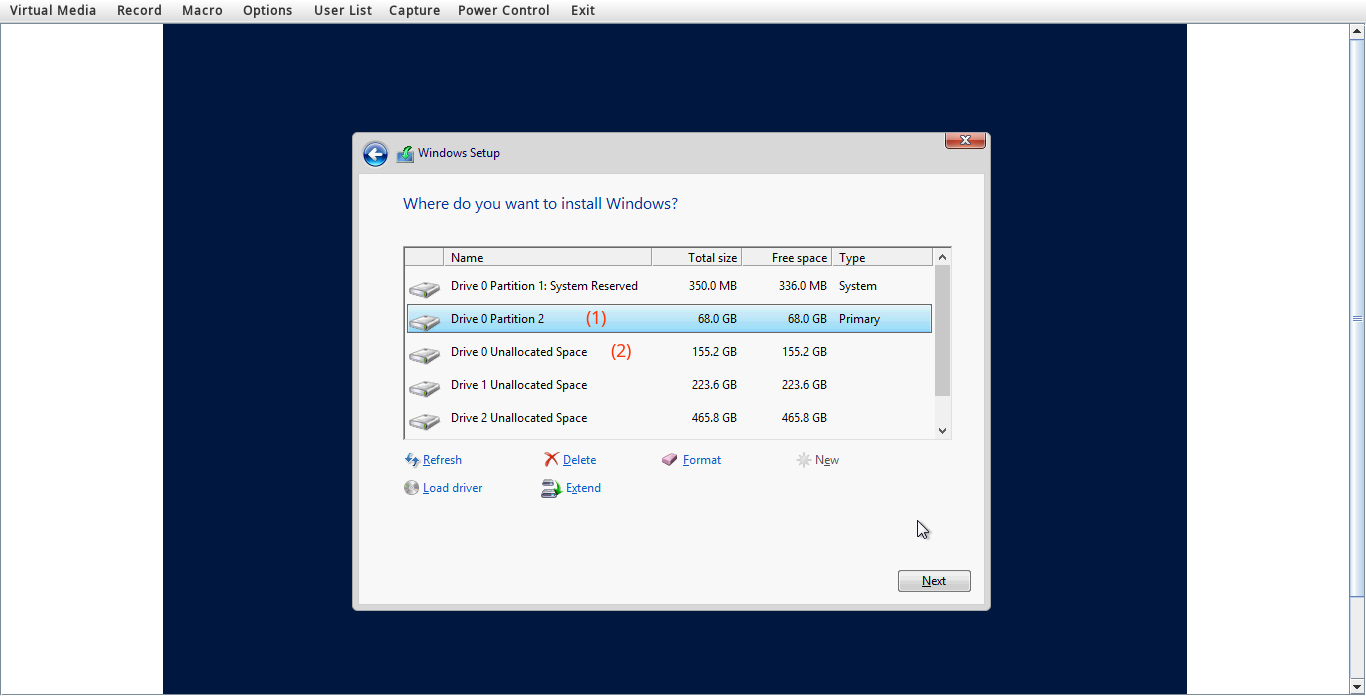 Virtual Media Record Macro Options User List Capture Power Control Exit
Windows Setup
Where do you want to install Windows?
Name Total size Free space Type
Drive 0 Partition 1: System Reserved 350.0 MB 336.0 MB System
Drive 0 Partition 2 (1) 68.0 GB 68.0 GB Primary
Drive 0 Unallocated Space (2) 155.2 GB 155.2 GB
Drive 1 Unallocated Space 223.6 GB 223.6 GB
Drive 2 Unallocated Space 465.8 GB 465.8 GB
Refresh Delete Format New
Load driver Extend
Next